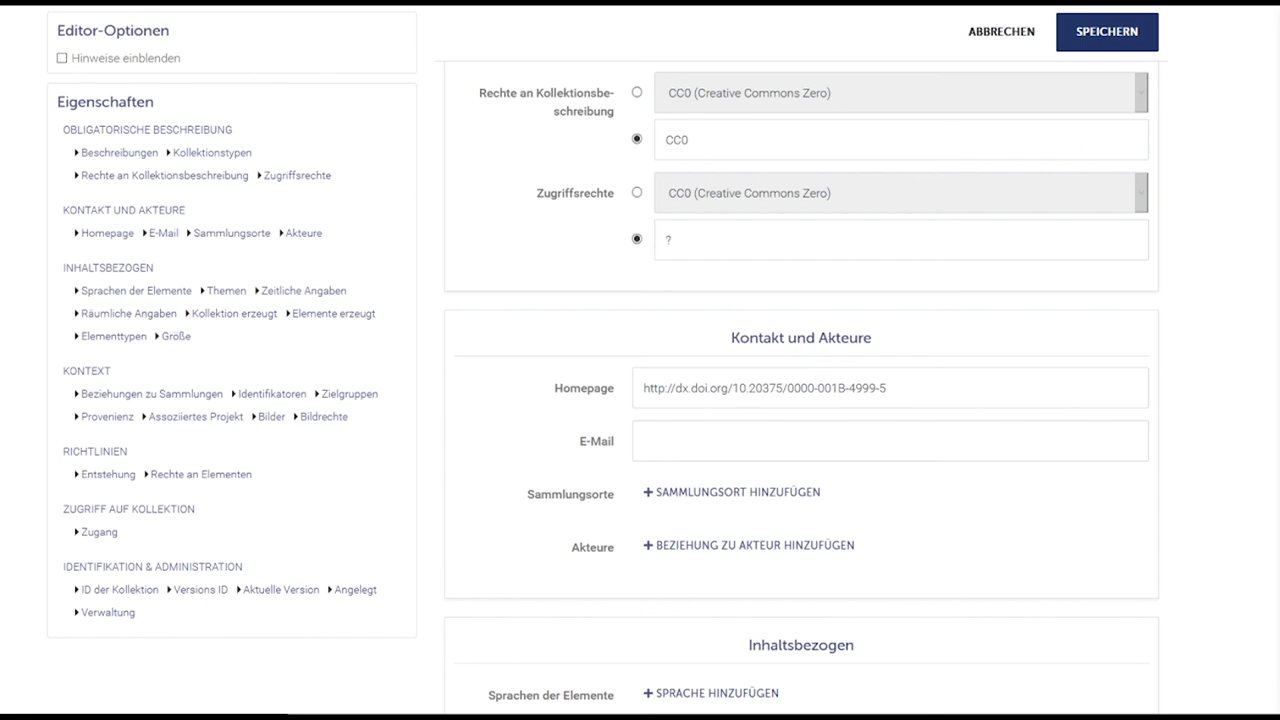 Editor-Optionen
Hinweise einblenden
Eigenschaften
OBLIGATORISCHE BESCHREIBUNG
Beschreibungen Kollektionstypen
Rechte an Kollektionsbeschreibung Zugriffsrechte
KONTAKT UND AKTEURE
Homepage E-Mail Sammlungsorte Akteure
INHALTSBEZOGEN
Sprachen der Elemente Themen Zeitliche Angaben
Räumliche Angaben Kollektion erzeugt Elemente erzeugt
Elementtypen Größe
KONTEXT
Beziehungen zu Sammlungen Identifikatoren Zielgruppen
Provenienz Assoziiertes Projekt Bilder Bildrechte
RICHTLINIEN
Entstehung Rechte an Elementen
ZUGRIFF AUF KOLLEKTION
Zugang
IDENTIFIKATION & ADMINISTRATION
ID der Kollektion Versions ID Aktuelle Version Angelegt
Verwaltung
ABBRECHEN SPEICHERN
Rechte an Kollektionsbe-
schreibung
CC0 (Creative Commons Zero)
CC0
Zugriffsrechte
CC0 (Creative Commons Zero)
?
Kontakt und Akteure
Homepage http://dx.doi.org/10.20375/0000-001B-4999-5
E-Mail
Sammlungsorte + SAMMLUNGSORT HINZUFÜGEN
Akteure + BEZIEHUNG ZU AKTEUR HINZUFÜGEN
Inhaltsbezogen
Sprachen der Elemente + SPRACHE HINZUFÜGEN